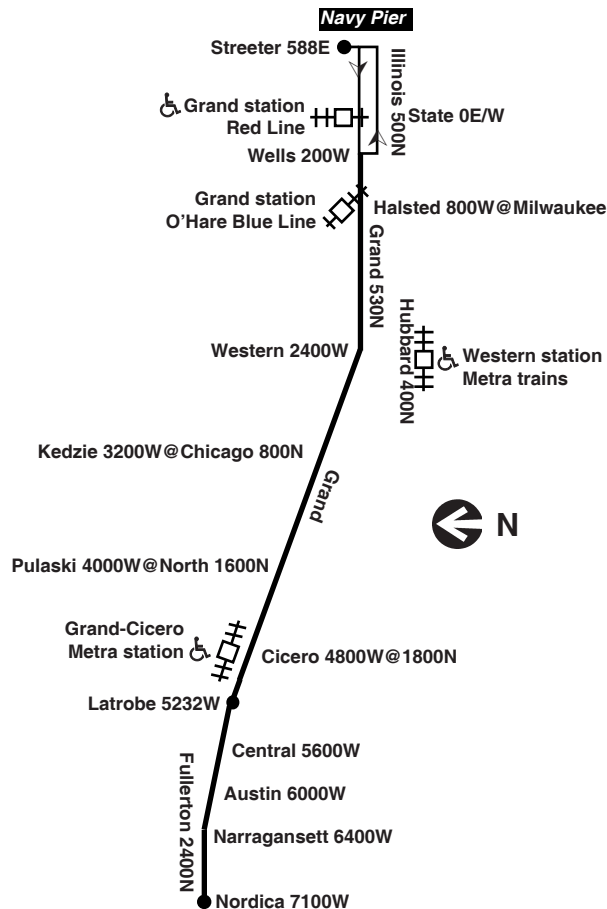 Navy Pier
Streeter 588E
Illinois 500N
Grand station
Red Line
State 0E/W
Wells 200W
Grand station
O'Hare Blue Line
Halsted 800W@Milwaukee
Grand 530N
Hubbard 400N
Western 2400W
Western station
Metra trains
Kedzie 3200W@Chicago 800N
Grand
N
Pulaski 4000W@North 1600N
Grand-Cicero
Metra station
Cicero 4800W@1800N
Latrobe 5232W
Central 5600W
Fullerton 2400N
Austin 6000W
Narragansett 6400W
Nordica 7100W